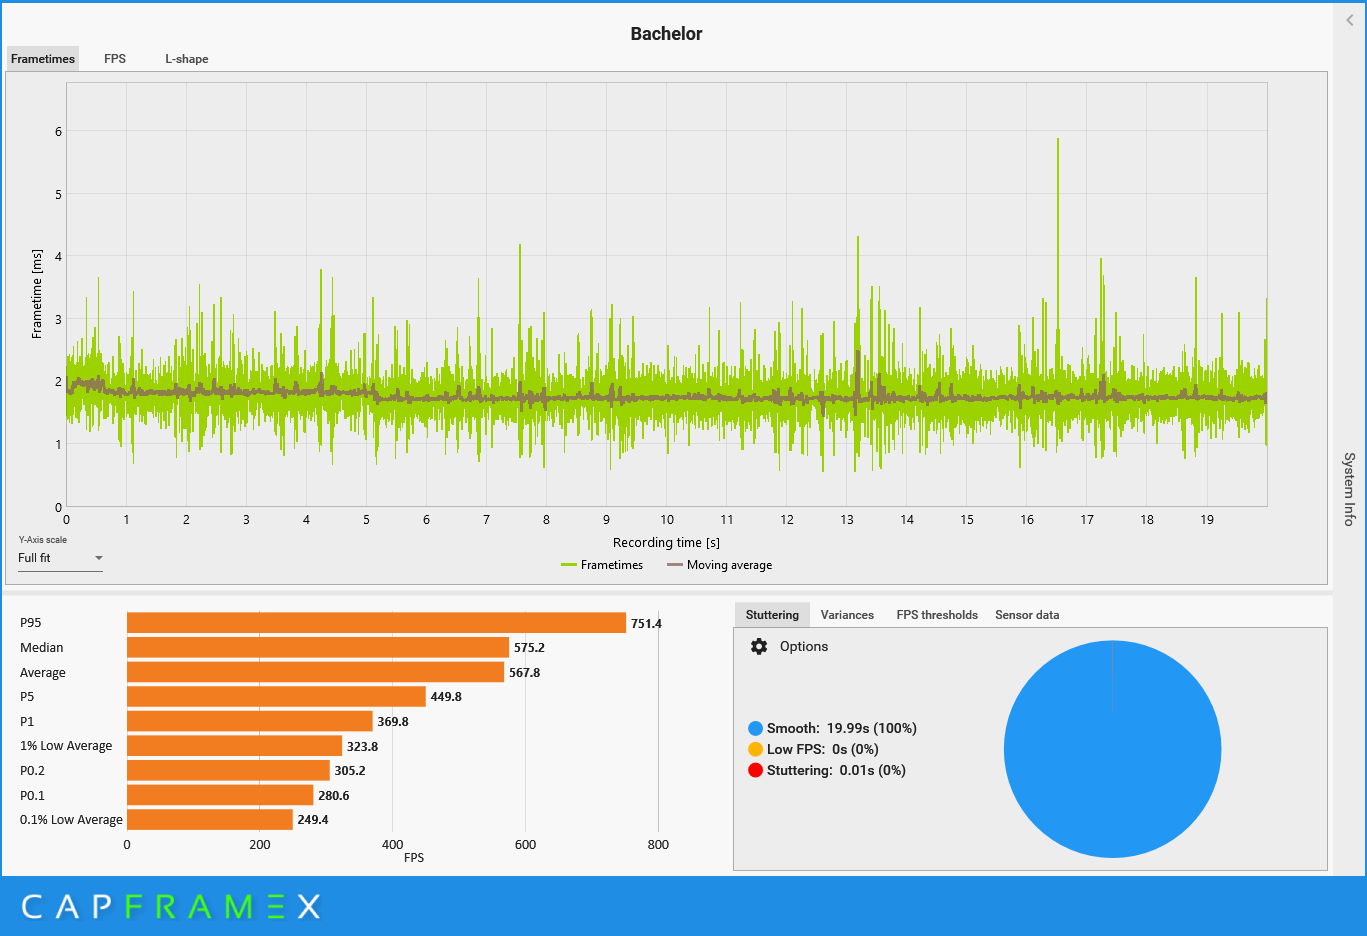 Bachelor
Frametimes FPS L-shape
6
5
4
3
2
1
0
Frametime [ms]
0 1 2 3 4 5 6 7 8 9 10 11 12 13 14 15 16 17 18 19
Recording time [s]
Frametimes Moving average
Y-Axis scale
Full fit
System Info
P95 751.4
Median 575.2
Average 567.8
P5 449.8
P1 369.8
1% Low Average 323.8
P0.2 305.2
P0.1 280.6
0.1% Low Average 249.4
0 200 400 600 800
FPS
Stuttering Variances FPS thresholds Sensor data
Options
Smooth: 19.99s (100%)
Low FPS: 0s (0%)
Stuttering: 0.01s (0%)
CAPFRAMEX